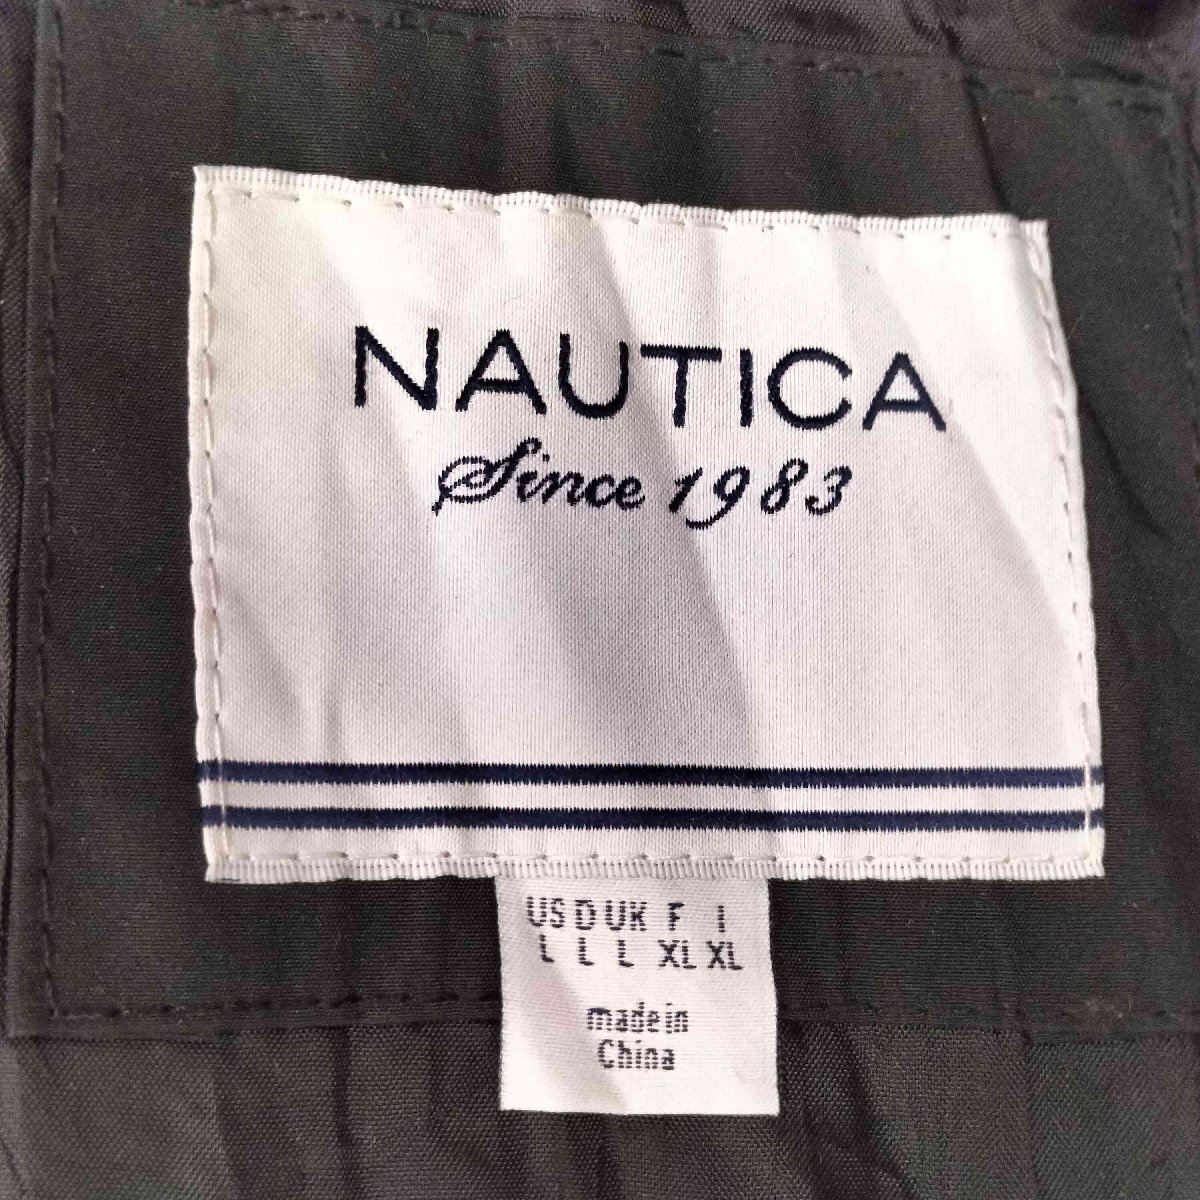 NAUTICA
Since 1983
US D UK F I
L L L XL XL
made in
China